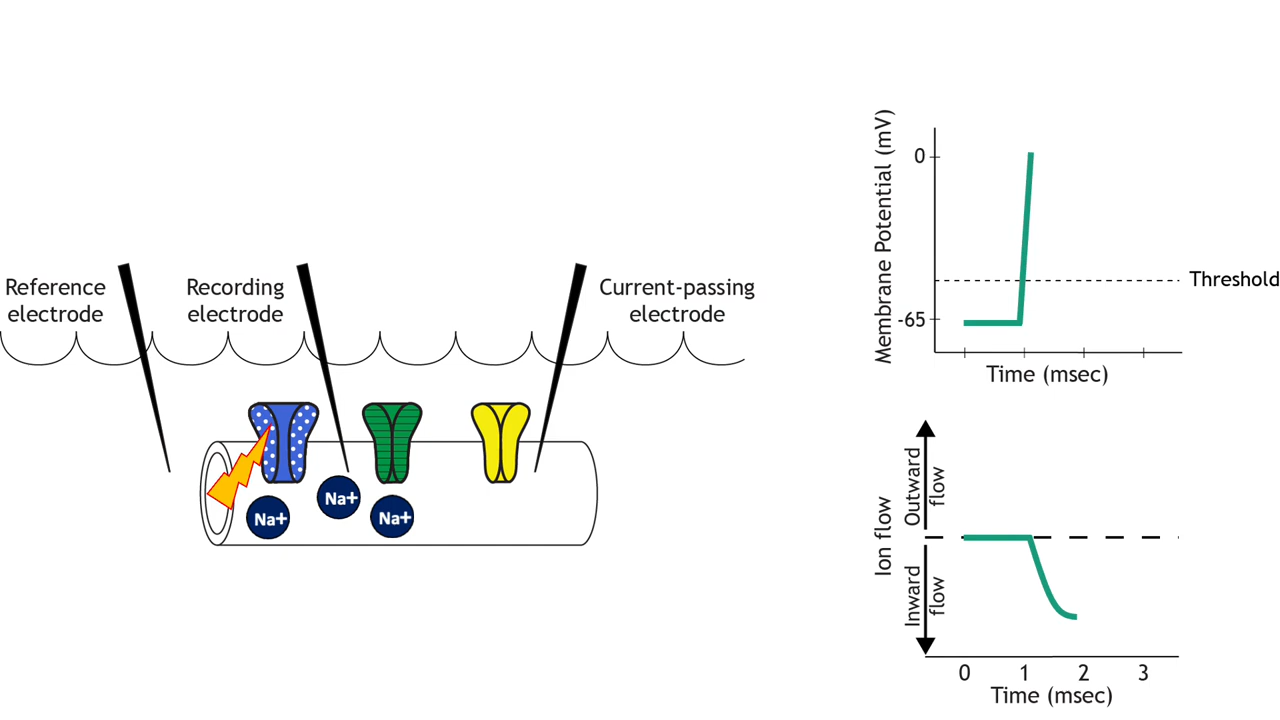 Reference
electrode
Recording
electrode
Current-passing
electrode
Na+
Na+
Na+
Membrane Potential (mV)
0
-65
Threshold
Time (msec)
Ion flow
Outward
flow
Inward
flow
0 1 2 3
Time (msec)